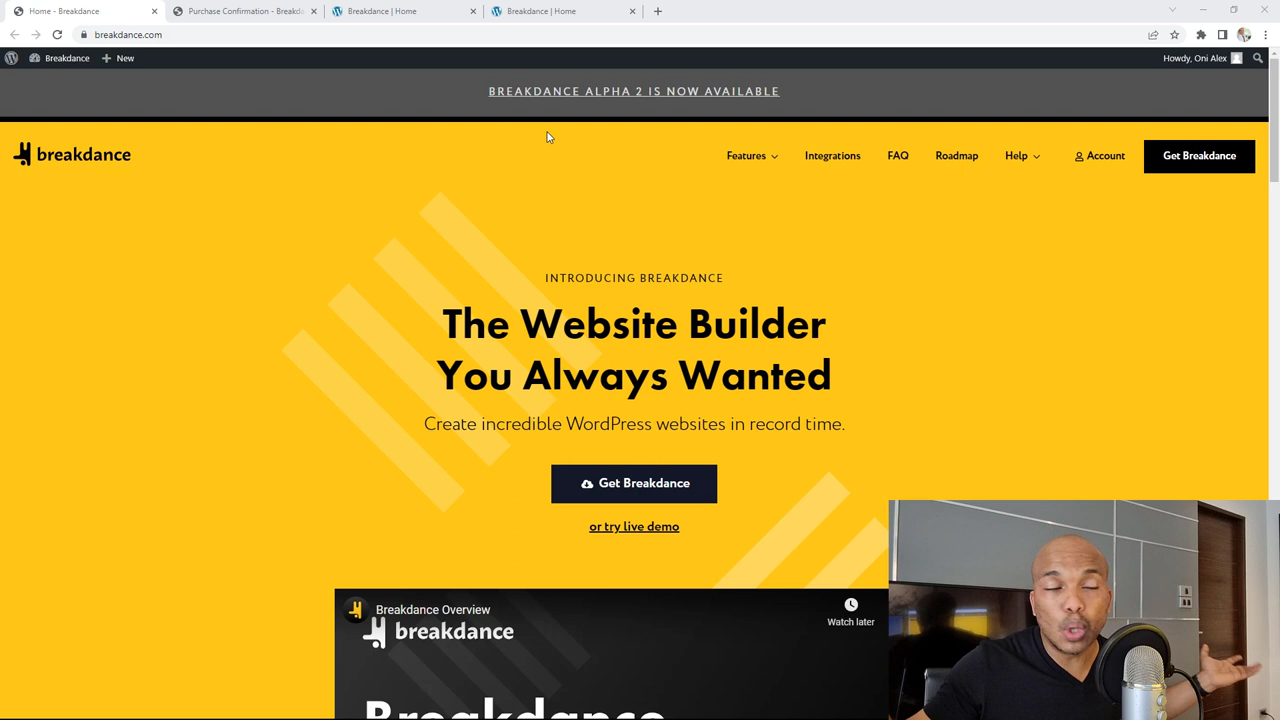 Home - Breakdance
Purchase Confirmation - Breakd
Breakdance | Home
Breakdance | Home
breakdance.com
Breakdance
New
Howdy, Oni Alex
BREAKDANCE ALPHA 2 IS NOW AVAILABLE
breakdance
Features
Integrations
FAQ
Roadmap
Help
Account
Get Breakdance
INTRODUCING BREAKDANCE
The Website Builder
You Always Wanted
Create incredible WordPress websites in record time.
Get Breakdance
or try live demo
Breakdance Overview
Watch later
breakdance
Breakdance